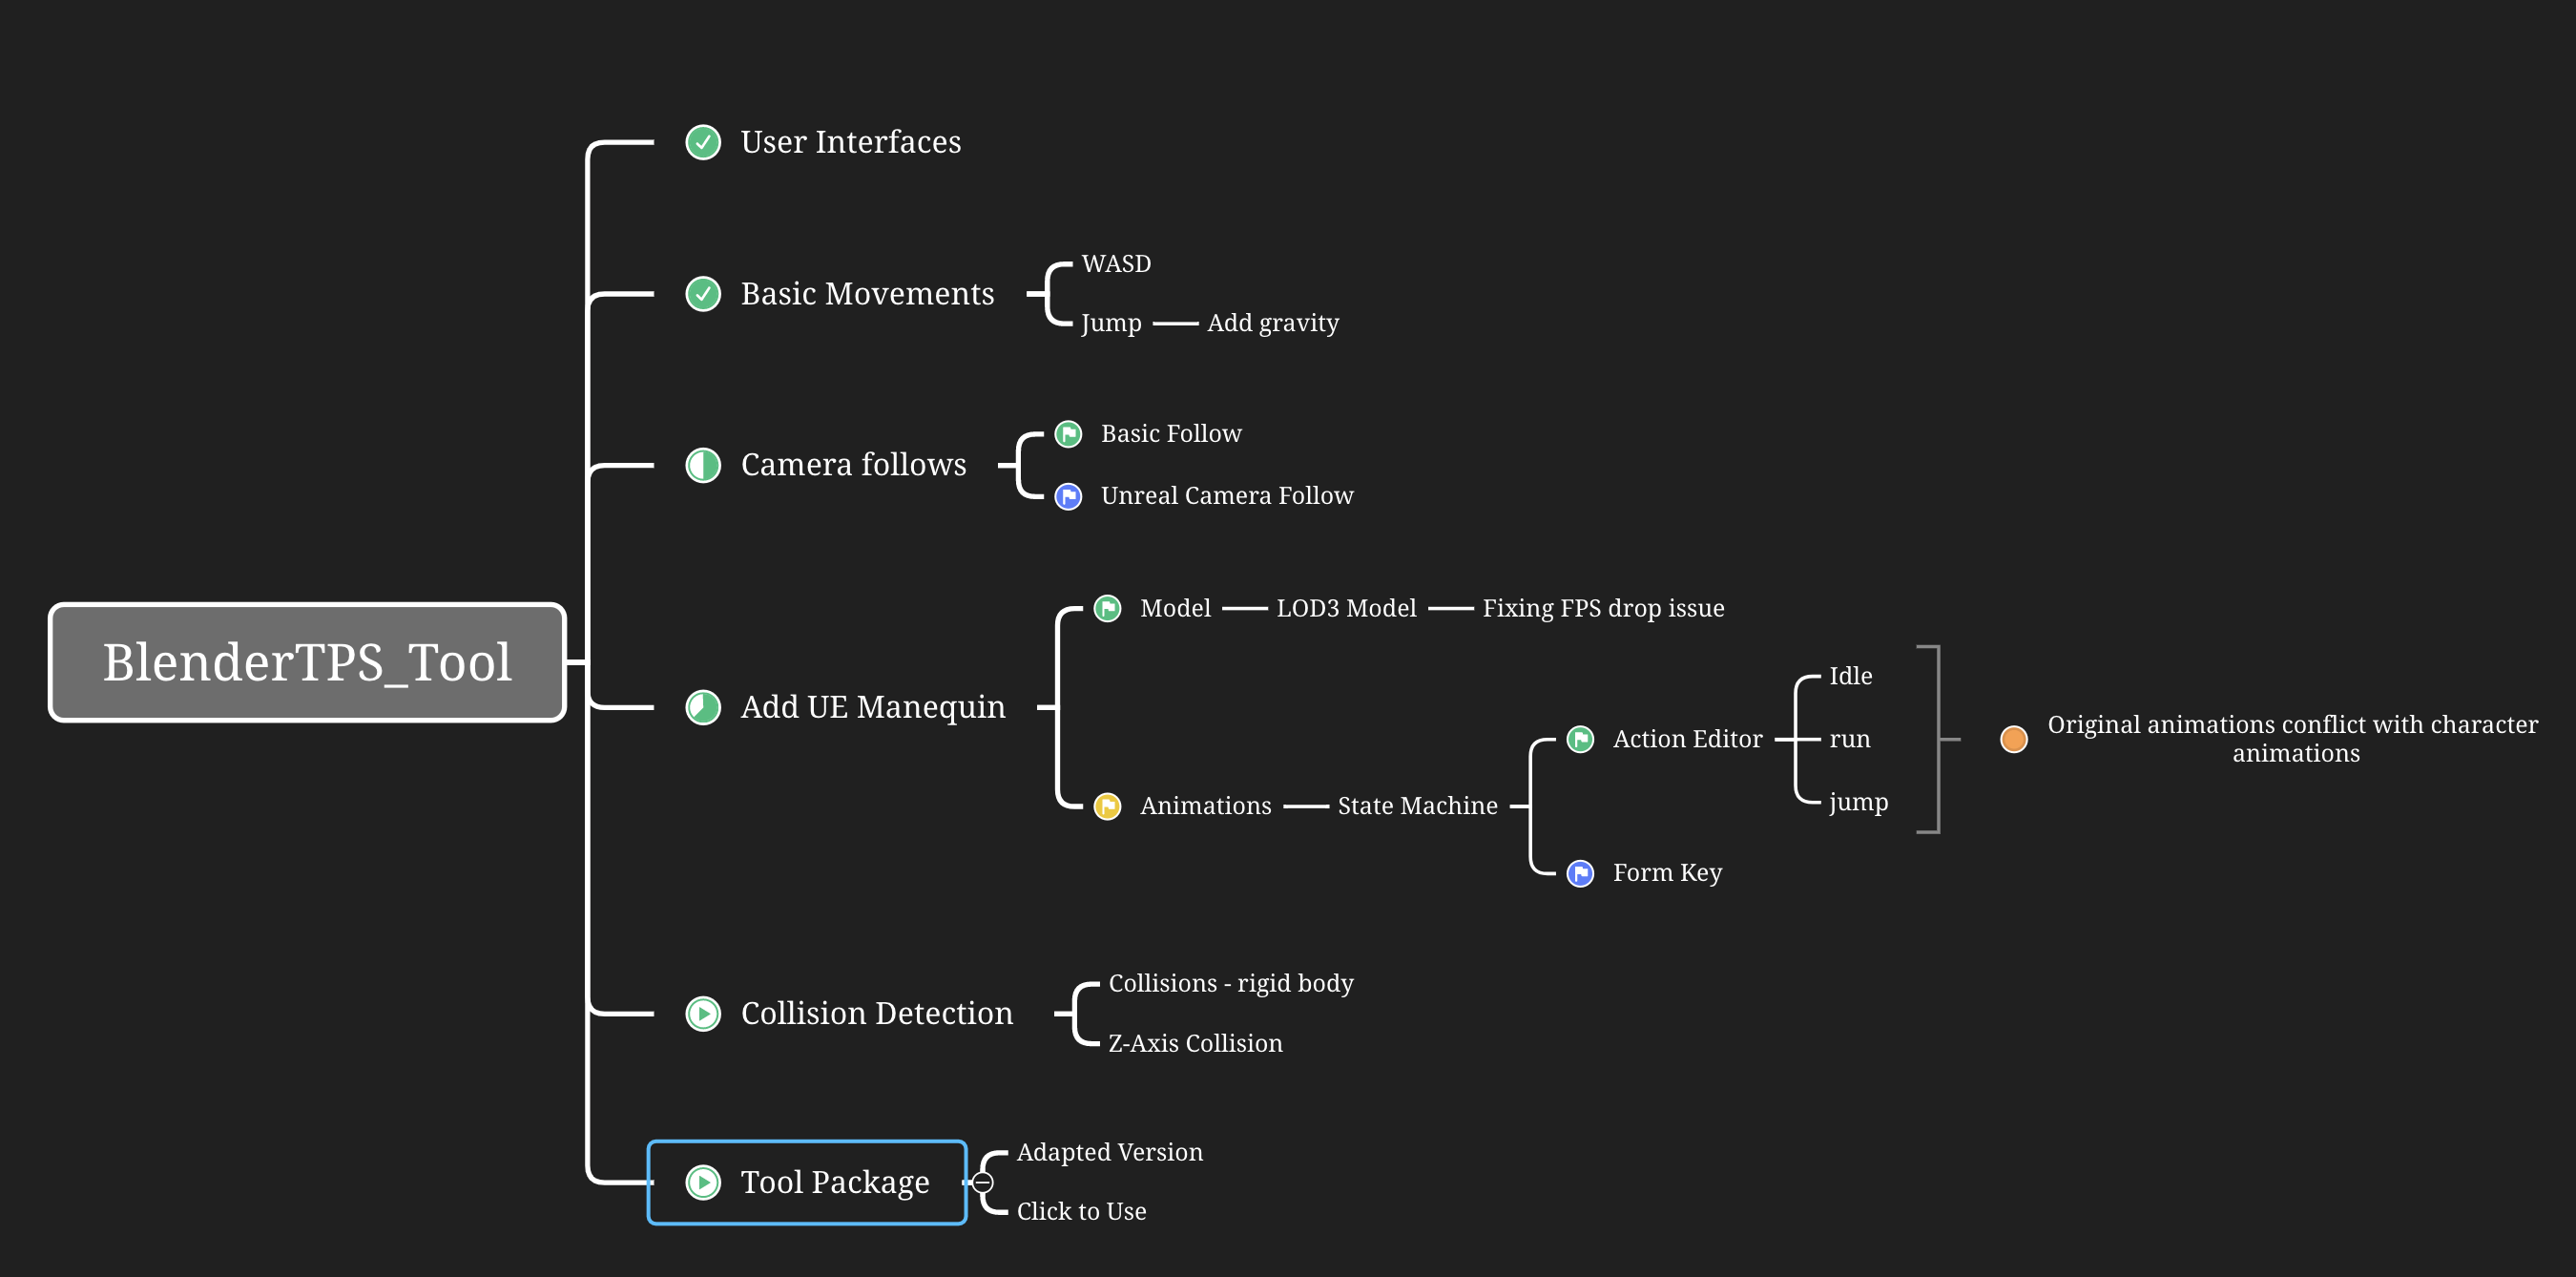 User Interfaces
Basic Movements
WASD
Jump
Add gravity
Camera follows
Basic Follow
Unreal Camera Follow
BlenderTPS_Tool
Add UE Manequin
Model
LOD3 Model
Fixing FPS drop issue
Animations
State Machine
Action Editor
Idle
run
jump
Original animations conflict with character
animations
Form Key
Collision Detection
Collisions - rigid body
Z-Axis Collision
Tool Package
Adapted Version
Click to Use